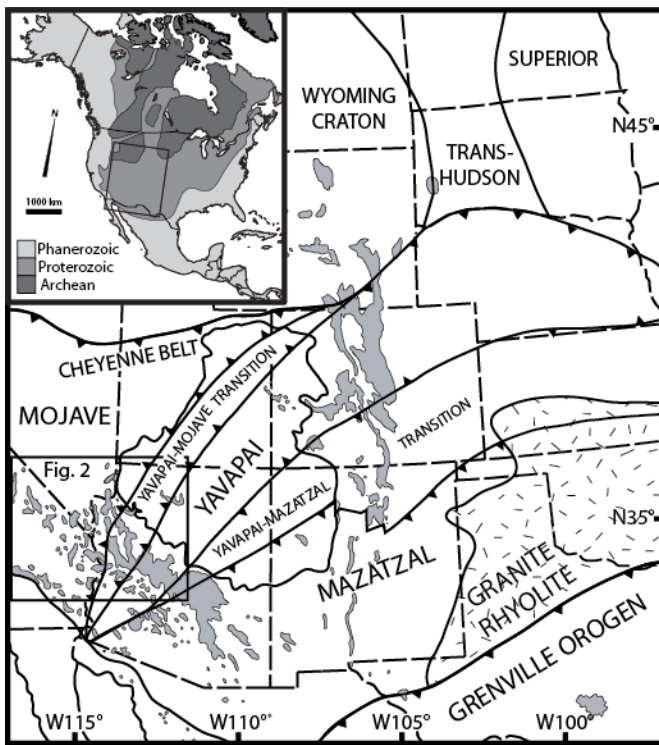 N
1000 km
Phanerozoic
Proterozoic
Archean
SUPERIOR
WYOMING
CRATON
N45°
TRANS-
HUDSON
CHEYENNE BELT
MOJAVE
YAVAPAI-MOJAVE TRANSITION
TRANSITION
YAVAPAI
Fig. 2
YAVAPAI-MAZATZAL
N35°
MAZATZAL
GRANITE
RHYOLITE
GRENVILLE OROGEN
W115°
W110°
W105°
W100°